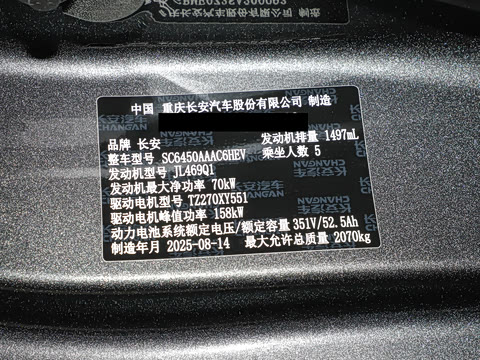 中国 重庆长安汽车股份有限公司 制造
品牌 长安 发动机排量 1497mL
整车型号 SC6450AAAC6HEV 乘坐人数 5
发动机型号 JL469Q1
发动机最大净功率 70kW
驱动电机型号 TZ270XY551
驱动电机峰值功率 158kW
动力电池系统额定电压/额定容量 351V/52.5Ah
制造年月 2025-08-14 最大允许总质量 2070kg